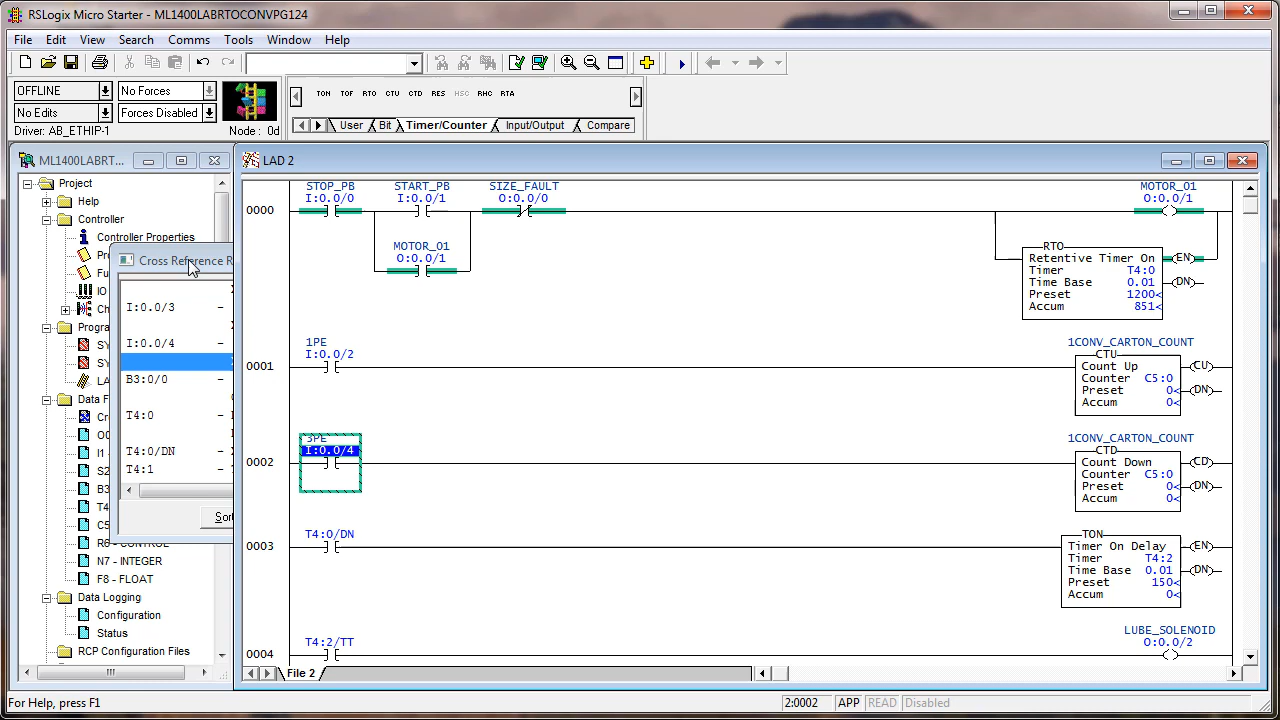 RSLogix Micro Starter - ML1400LABRTOCONVPG124
File Edit View Search Comms Tools Window Help
OFFLINE No Forces
No Edits Forces Disabled
Driver: AB_ETHIP-1 Node : 0d
TON TOF RTO CTU CTD RES HSC RHC RTA
User Bit Timer/Counter Input/Output Compare
ML1400LABRT...
Project
Help
Controller
Controller Properties
IO
Data F
Cross Reference R
I:0.0/3 -
I:0.0/4 -
B3:0/0 -
T4:0 -
T4:0/DN -
T4:1 -
Sort
N7 - INTEGER
F8 - FLOAT
Data Logging
Configuration
Status
RCP Configuration Files
LAD 2
0000
STOP_PB
I:0.0/0
START_PB
I:0.0/1
SIZE_FAULT
O:0.0/0
MOTOR_01
O:0.0/1
MOTOR_01
O:0.0/1
RTO
Retentive Timer On EN
Timer T4:0
Time Base 0.01 DN
Preset 1200<
Accum 851<
0001
1PE
I:0.0/2
1CONV_CARTON_COUNT
CTU
Count Up CU
Counter C5:0
Preset 0< DN
Accum 0<
0002
3PE
I:0.0/4
1CONV_CARTON_COUNT
CTD
Count Down CD
Counter C5:0
Preset 0< DN
Accum 0<
0003
T4:0/DN
TON
Timer On Delay EN
Timer T4:2
Time Base 0.01 DN
Preset 150<
Accum 0<
0004
T4:2/TT
LUBE_SOLENOID
O:0.0/2
File 2
For Help, press F1
2:0002 APP READ Disabled